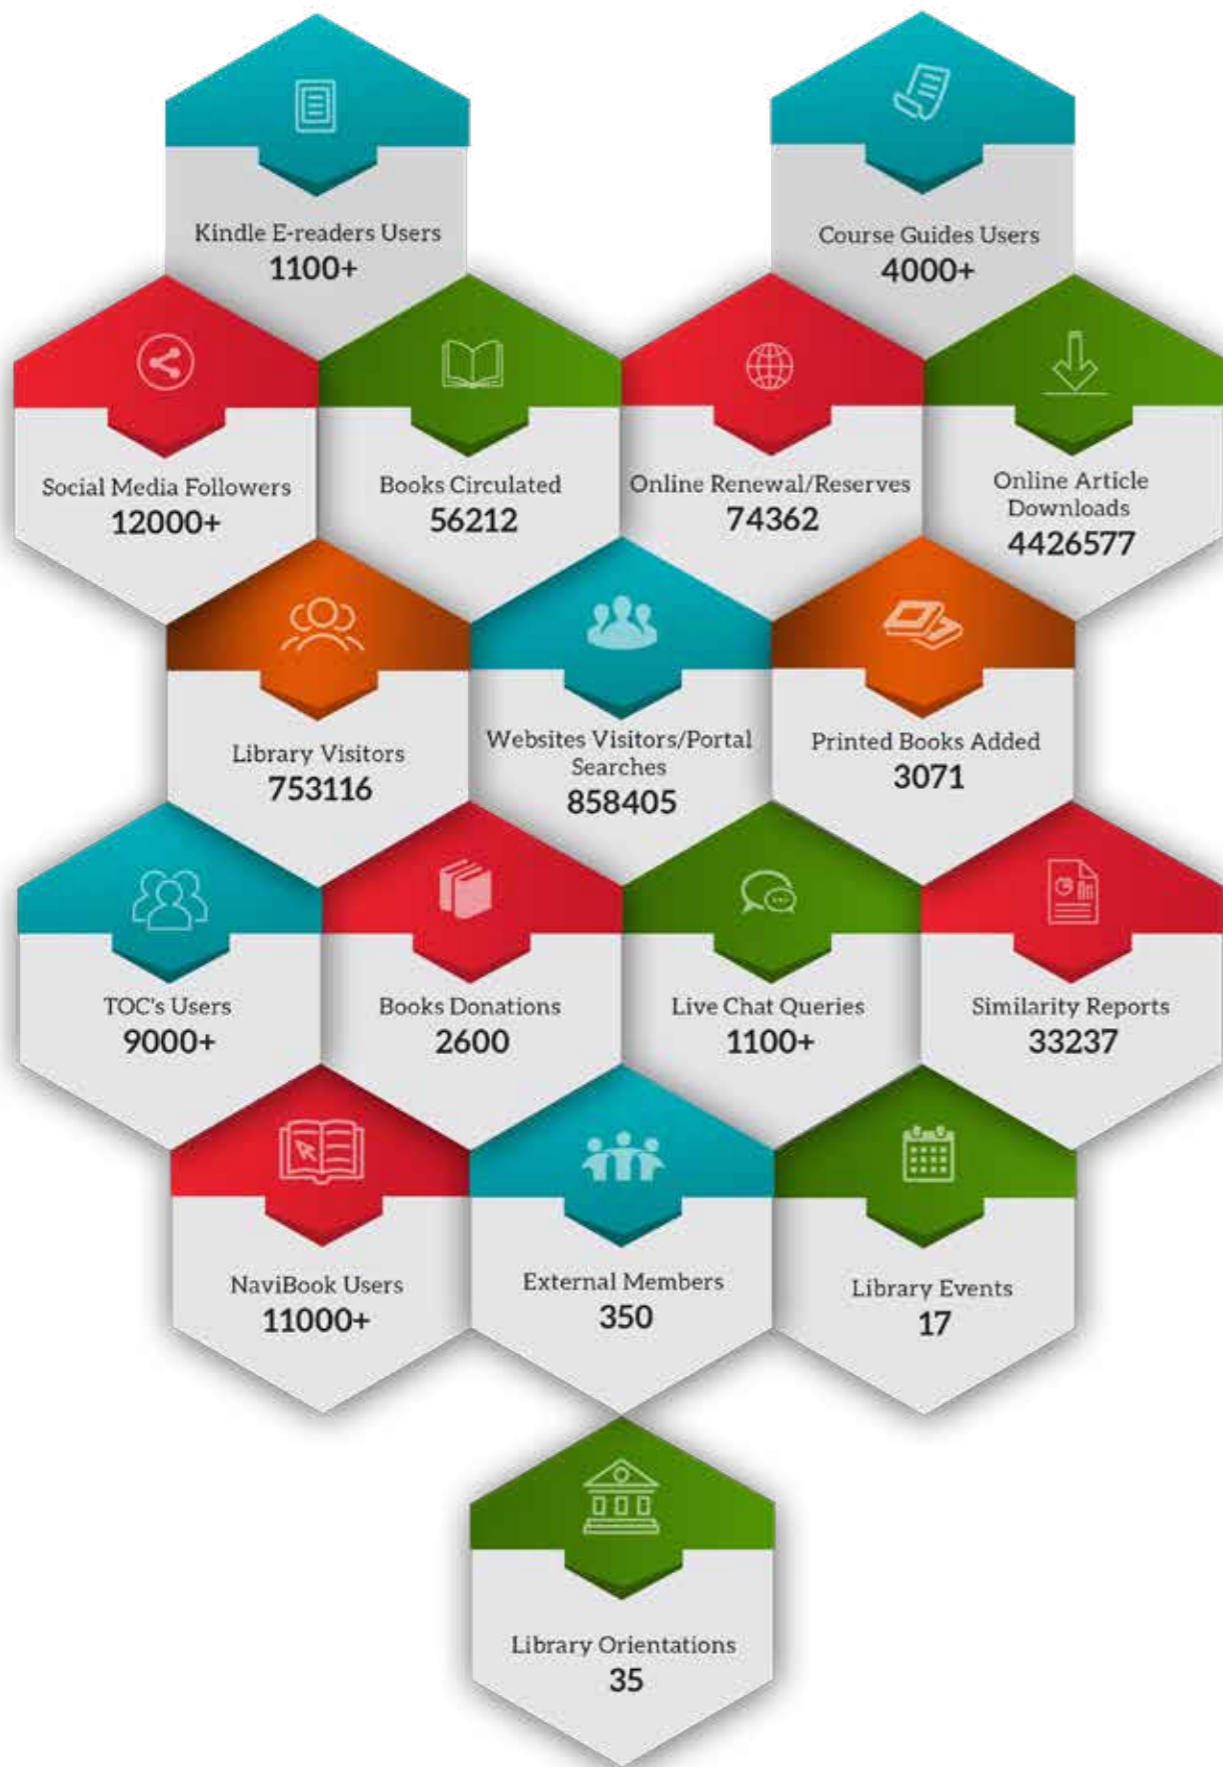 Kindle E-readers Users
1100+
Course Guides Users
4000+
Social Media Followers
12000+
Books Circulated
56212
Online Renewal/Reserves
74362
Online Article
Downloads
4426577
Library Visitors
753116
Websites Visitors/Portal
Searches
858405
Printed Books Added
3071
TOC's Users
9000+
Books Donations
2600
Live Chat Queries
1100+
Similarity Reports
33237
NaviBook Users
11000+
External Members
350
Library Events
17
Library Orientations
35